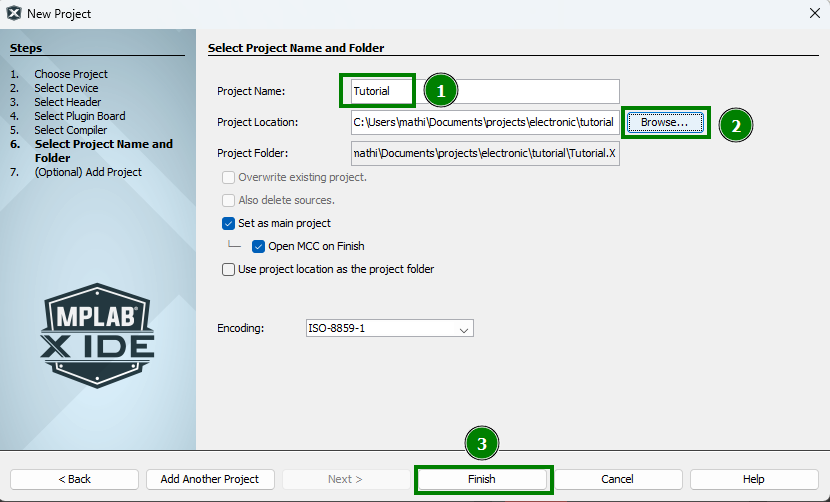 New Project
Steps
1. Choose Project
2. Select Device
3. Select Header
4. Select Plugin Board
5. Select Compiler
6. Select Project Name and
Folder
7. (Optional) Add Project
MPLAB®
X IDE
Select Project Name and Folder
Project Name: Tutorial 1
Project Location: C:\Users\mathi\Documents\projects\electronic\tutorial Browse... 2
Project Folder: mathi\Documents\projects\electronic\tutorial\Tutorial.X
Overwrite existing project.
Also delete sources.
Set as main project
Open MCC on Finish
Use project location as the project folder
Encoding: ISO-8859-1
3
< Back Add Another Project Next > Finish Cancel Help